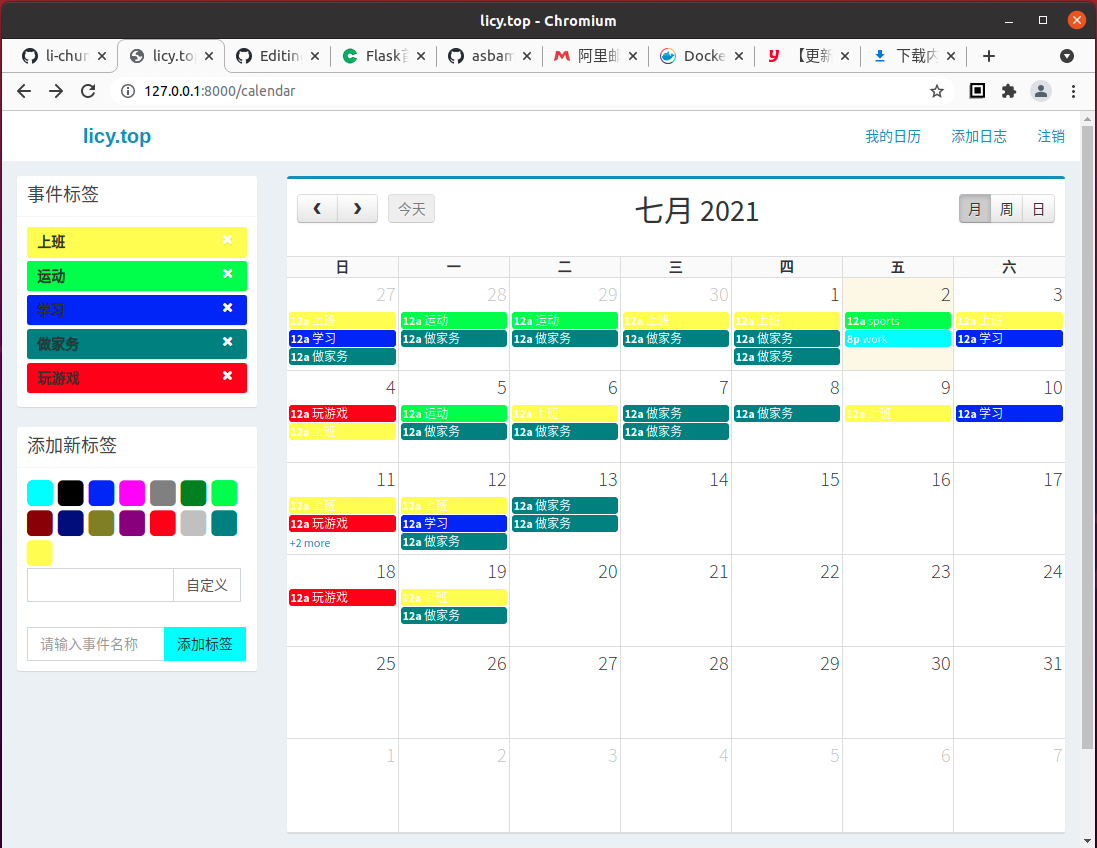 licy.top - Chromium
li-chur licy.to Editin Flask asbam 阿里邮 Docke 【更新 下载内
127.0.0.1:8000/calendar
licy.top 我的日历 添加日志 注销
事件标签
上班
运动
学习
做家务
玩游戏
添加新标签
自定义
请输入事件名称 添加标签
今天 七月 2021 月 周 日
日 一 二 三 四 五 六
27 28 29 30 1 2 3
12a 上班 12a 运动 12a 运动 12a 上班 12a 上班 12a sports 12a 上班
12a 学习 12a 做家务 12a 做家务 12a 做家务 12a 做家务 8p work 12a 学习
12a 做家务 12a 做家务
4 5 6 7 8 9 10
12a 玩游戏 12a 运动 12a 上班 12a 做家务 12a 做家务 12a 上班 12a 学习
12a 上班 12a 做家务 12a 做家务 12a 做家务
11 12 13 14 15 16 17
12a 上班 12a 上班 12a 做家务
12a 玩游戏 12a 学习 12a 做家务
+2 more 12a 做家务
18 19 20 21 22 23 24
12a 玩游戏 12a 上班
12a 做家务
25 26 27 28 29 30 31
1 2 3 4 5 6 7